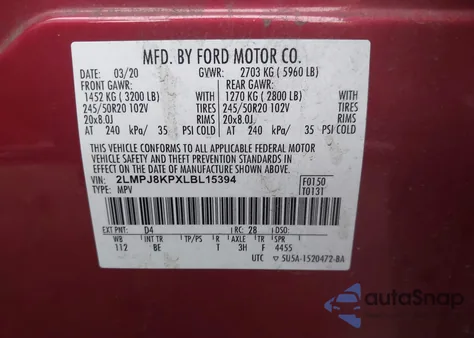 MFD. BY FORD MOTOR CO.
DATE: 03/20 GVWR: 2703 KG ( 5960 LB)
FRONT GAWR: REAR GAWR:
1452 KG ( 3200 LB) WITH 1270 KG ( 2800 LB) WITH
245/50R20 102V TIRES 245/50R20 102V TIRES
20x8.0J RIMS 20x8.0J RIMS
AT 240 kPa/ 35 PSI COLD AT 240 kPa/ 35 PSI COLD
THIS VEHICLE CONFORMS TO ALL APPLICABLE FEDERAL MOTOR
VEHICLE SAFETY AND THEFT PREVENTION STANDARDS IN EFFECT
ON THE DATE OF MANUFACTURE SHOWN ABOVE.
VIN: 2LMPJ8KPXLBL15394 F0150
TYPE: MPV T013T
EXT PNT: D4 RC: 28 DSO:
WB INT TR TP/PS R AXLE TR SPR
112 BE T 3H F 4455
UTC ▽ 5U5A-1520472-BA
autoSnap